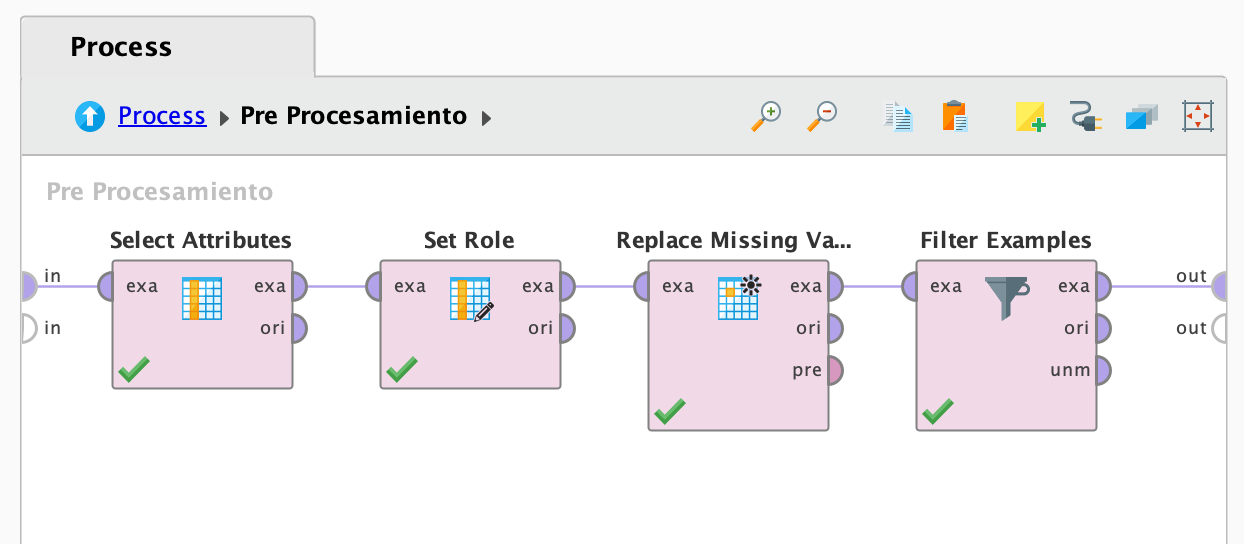 Process
Process Pre Procesamiento
Pre Procesamiento
Select Attributes Set Role Replace Missing Va... Filter Examples
in exa exa exa exa exa exa exa exa out
in ori ori ori ori out
pre unm